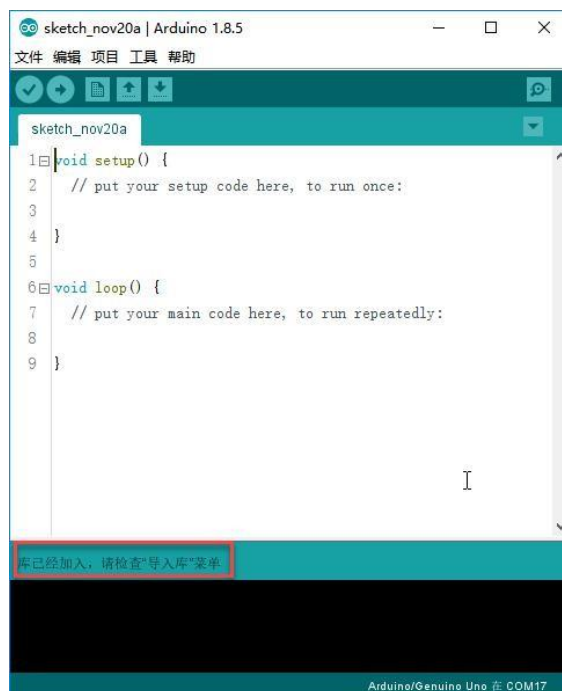 sketch_nov20a | Arduino 1.8.5
文件 编辑 项目 工具 帮助
sketch_nov20a
1 void setup() {
2 // put your setup code here, to run once:
3
4 }
5
6 void loop() {
7 // put your main code here, to run repeatedly:
8
9 }
库已经加入，请检查“导入库”菜单
Arduino/Genuino Uno 在 COM17